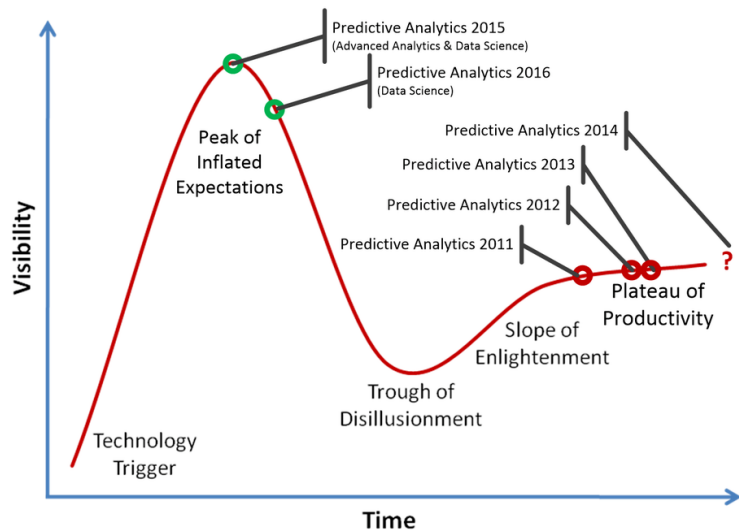 Predictive Analytics 2015
(Advanced Analytics & Data Science)
Predictive Analytics 2016
(Data Science)
Peak of
Inflated
Expectations
Predictive Analytics 2014
Predictive Analytics 2013
Predictive Analytics 2012
Predictive Analytics 2011
?
Plateau of
Productivity
Slope of
Enlightenment
Trough of
Disillusionment
Technology
Trigger
Visibility
Time